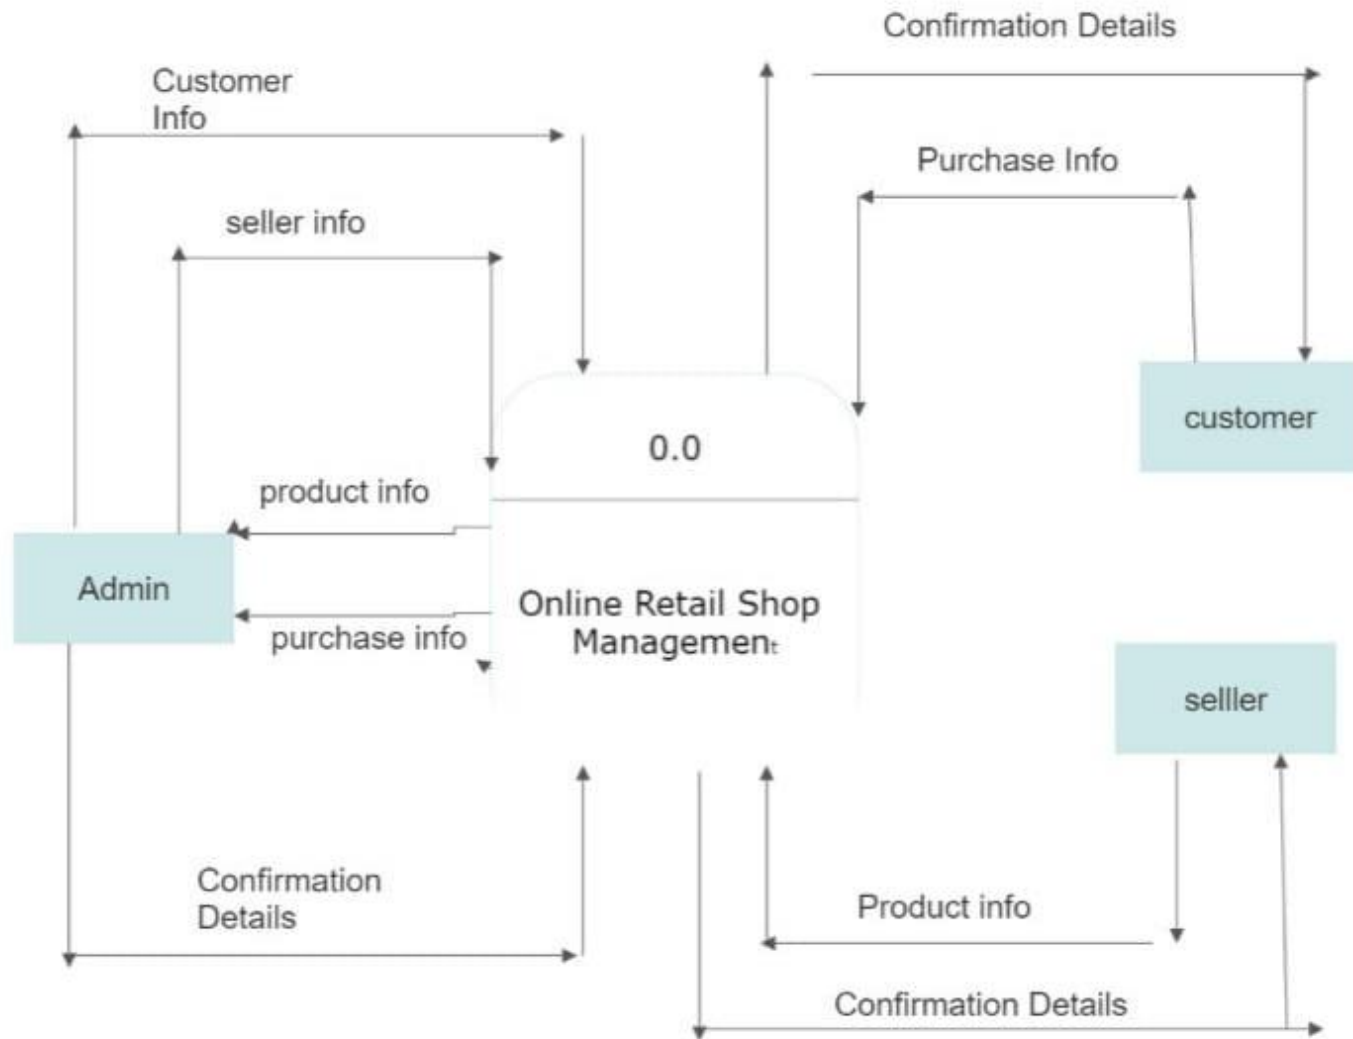 Confirmation Details
Customer
Info
Purchase Info
seller info
customer
0.0
product info
Admin
Online Retail Shop
Management
purchase info
selller
Confirmation
Details
Product info
Confirmation Details